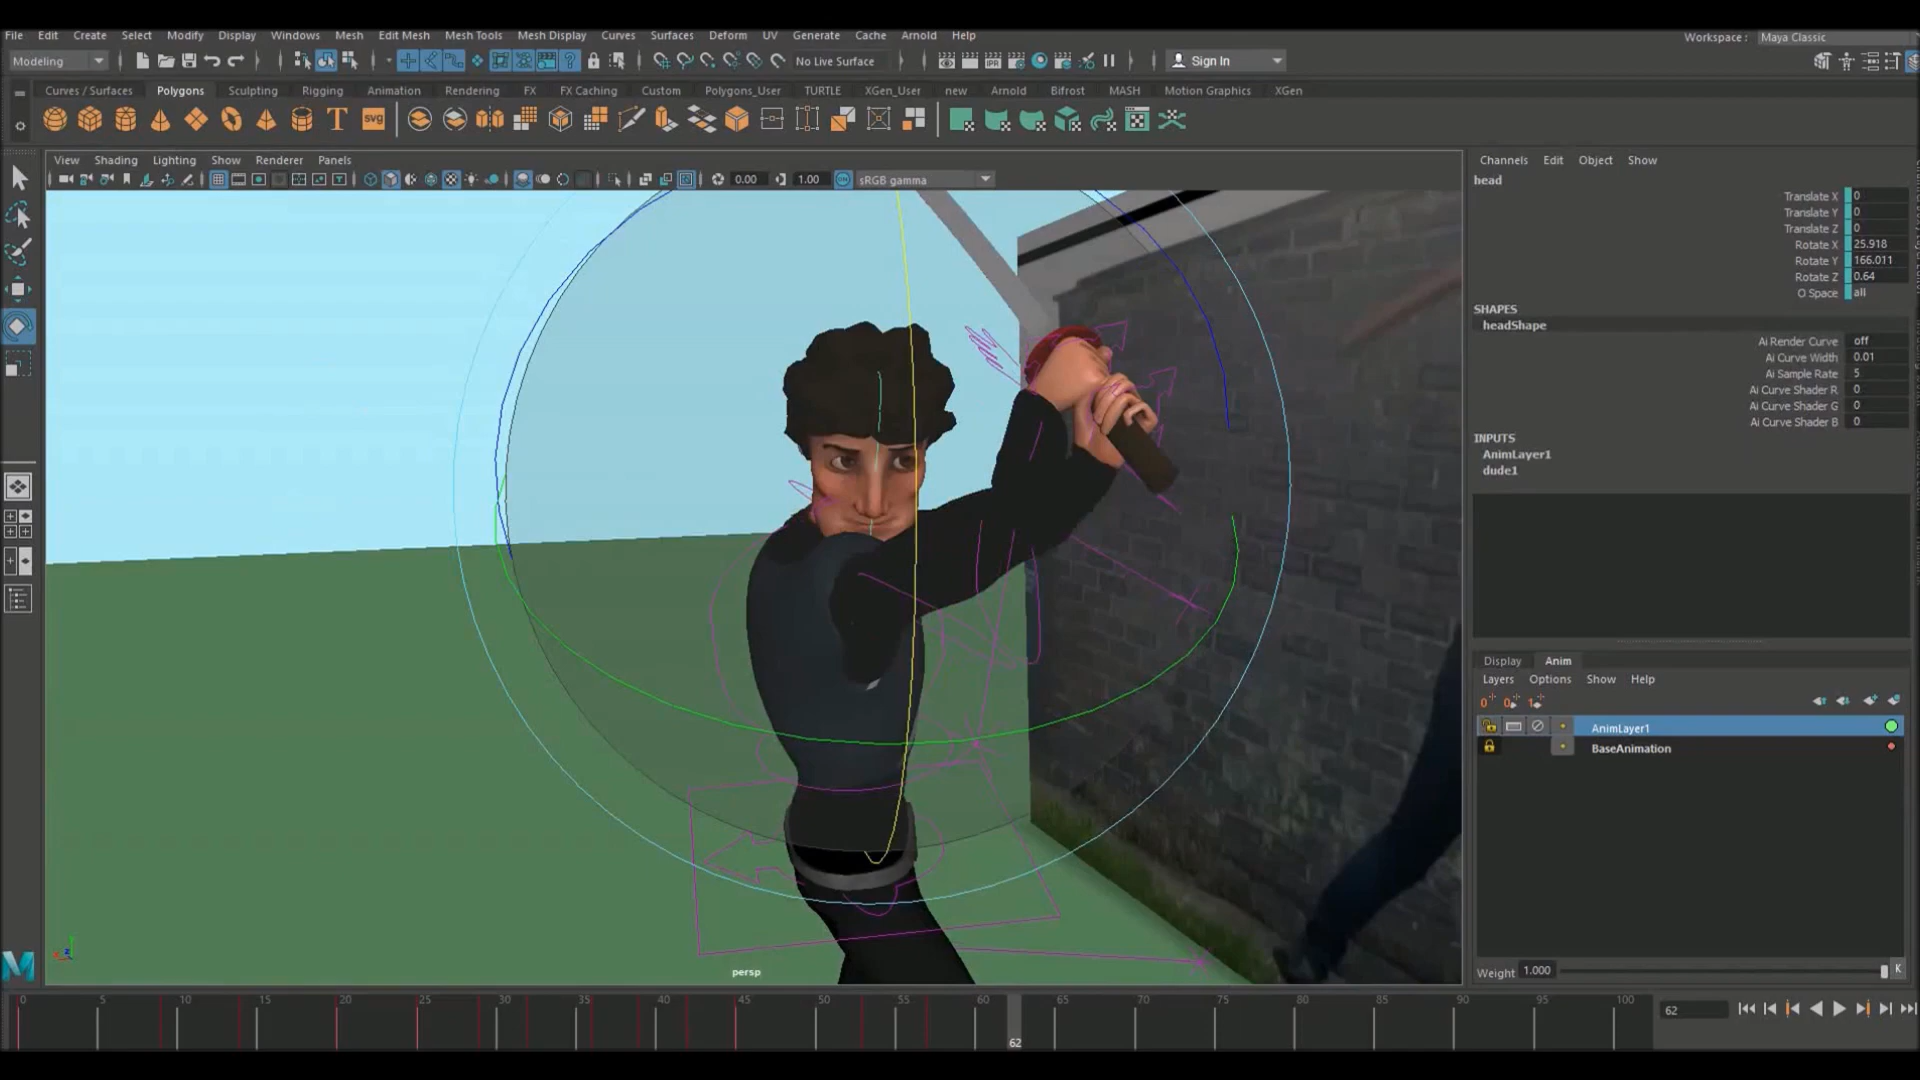 File Edit Create Select Modify Display Windows Mesh Edit Mesh Mesh Tools Mesh Display Curves Surfaces Deform UV Generate Cache Arnold Help
Workspace : Maya Classic
Modeling
No Live Surface
Sign In
Curves / Surfaces Polygons Sculpting Rigging Animation Rendering FX FX Caching Custom Polygons_User TURTLE XGen_User new Arnold Bifrost MASH Motion Graphics XGen
T svg
IPR
View Shading Lighting Show Renderer Panels
0.00 1.00 sRGB gamma
Channels Edit Object Show
head
Translate X 0
Translate Y 0
Translate Z 0
Rotate X 25.918
Rotate Y 166.011
Rotate Z 0.64
O Space all
SHAPES
headShape
Ai Render Curve off
Ai Curve Width 0.01
Ai Sample Rate 5
Ai Curve Shader R 0
Ai Curve Shader G 0
Ai Curve Shader B 0
INPUTS
AnimLayer1
dude1
Display Anim
Layers Options Show Help
AnimLayer1
BaseAnimation
Weight : 1.000 K
persp
0 5 10 15 20 25 30 35 40 45 50 55 60 65 70 75 80 85 90 95 100
62
62